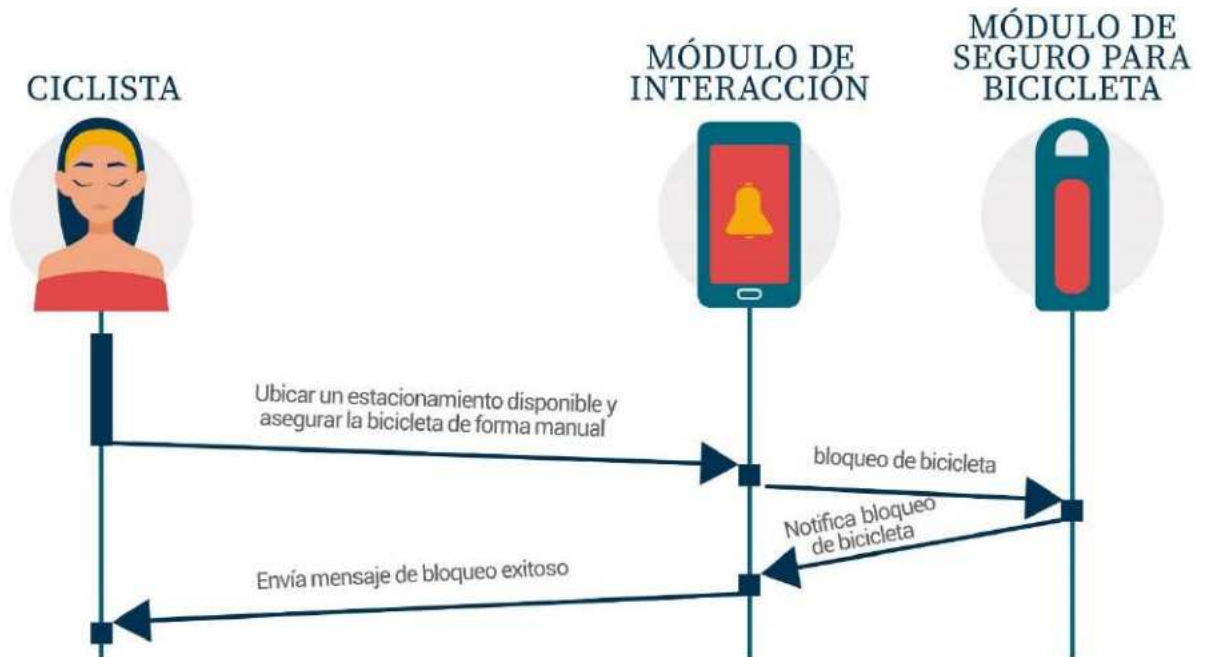 CICLISTA
MÓDULO DE
INTERACCIÓN
MÓDULO DE
SEGURO PARA
BICICLETA
Ubicar un estacionamiento disponible y
asegurar la bicicleta de forma manual
bloqueo de bicicleta
Notifica bloqueo
de bicicleta
Envía mensaje de bloqueo exitoso